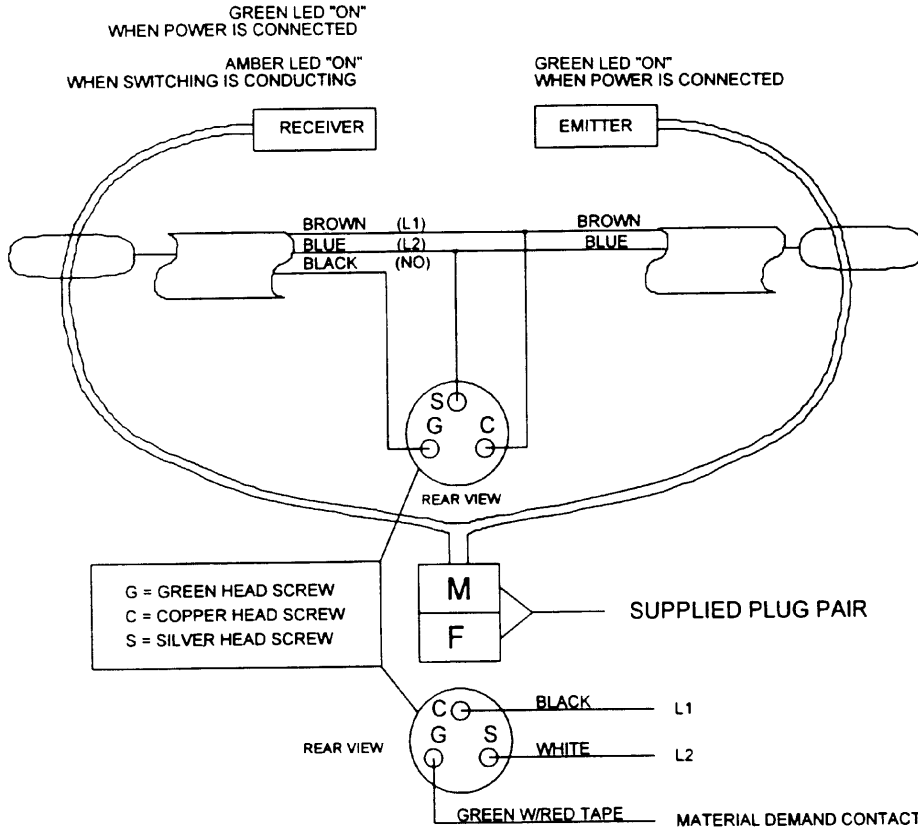 GREEN LED "ON"
WHEN POWER IS CONNECTED
AMBER LED "ON"
WHEN SWITCHING IS CONDUCTING
GREEN LED "ON"
WHEN POWER IS CONNECTED
RECEIVER
EMITTER
BROWN (L1)
BROWN
BLUE (L2)
BLUE
BLACK (NO)
S
G C
REAR VIEW
G = GREEN HEAD SCREW
C = COPPER HEAD SCREW
S = SILVER HEAD SCREW
M
F
SUPPLIED PLUG PAIR
C
BLACK L1
G S
REAR VIEW
WHITE L2
GREEN W/RED TAPE MATERIAL DEMAND CONTACT